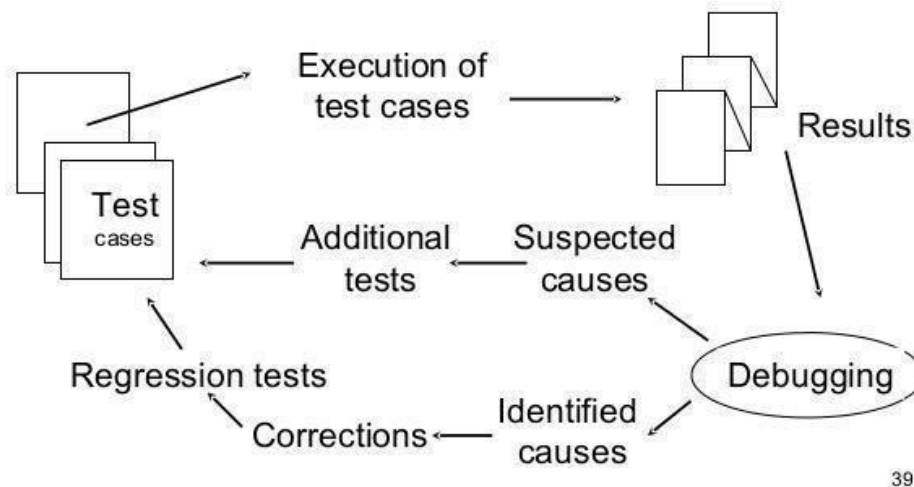 Execution of
test cases
Results
Test
cases
Additional
tests
Suspected
causes
Debugging
Regression tests
Identified
causes
Corrections
39